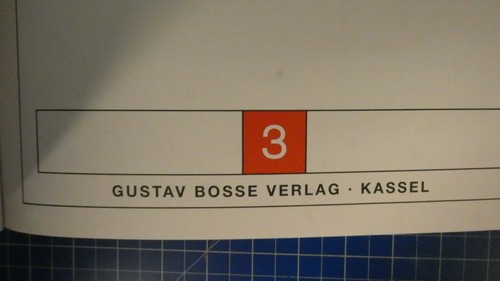 3
GUSTAV BOSSE VERLAG · KASSEL